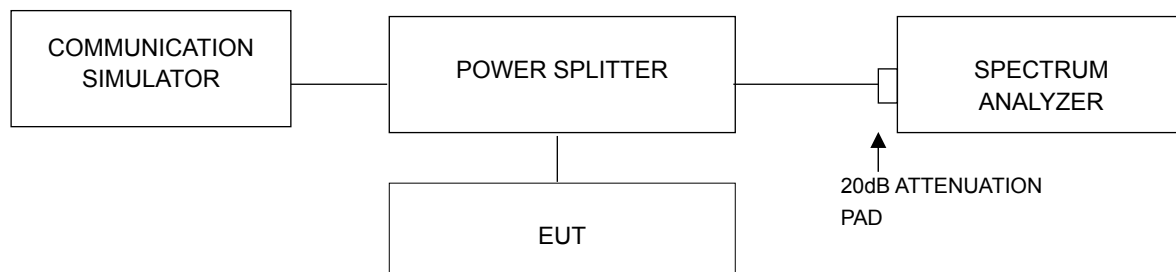 COMMUNICATION
SIMULATOR
POWER SPLITTER
SPECTRUM
ANALYZER
20dB ATTENUATION
PAD
EUT